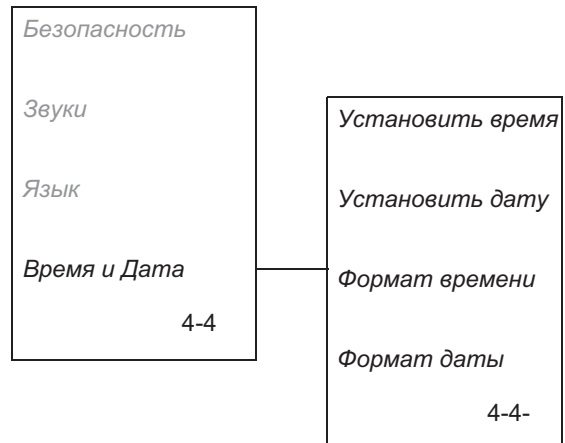 Безопасность
Звуки
Язык
Время и Дата
4-4
Установить время
Установить дату
Формат времени
Формат даты
4-4-